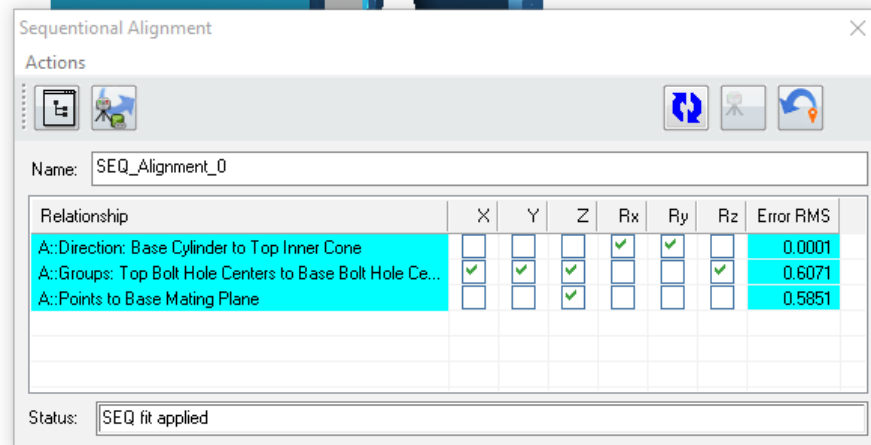 Sequentional Alignment
Actions
Name: SEQ_Alignment_0
Relationship X Y Z Rx Ry Rz Error RMS
A::Direction: Base Cylinder to Top Inner Cone 0.0001
A::Groups: Top Bolt Hole Centers to Base Bolt Hole Ce... 0.6071
A::Points to Base Mating Plane 0.5851
Status: SEQ fit applied